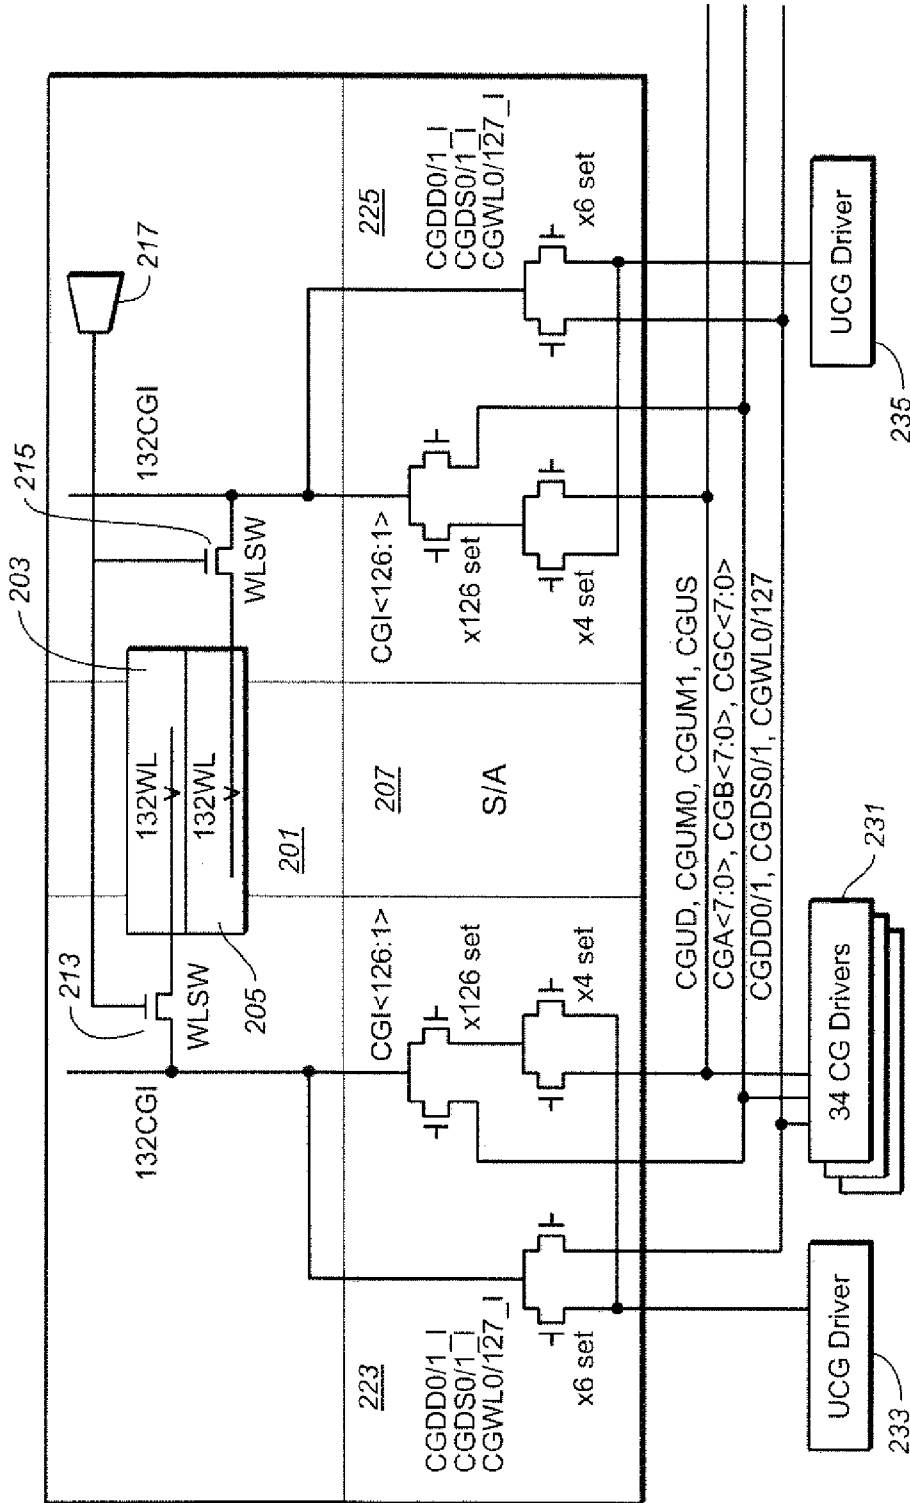 217
132CGI
215
203
WLSW
132WL
132WL
201
213
WLSW
205
132CGI
225
CGDD0/1_I
CGDS0/1_I
CGWL0/127_I
x6 set
CGI<126:1>
x126 set
x4 set
207
S/A
CGI<126:1>
x126 set
x4 set
223
CGDD0/1_I
CGDS0/1_I
CGWL0/127_I
x6 set
CGUD, CGUM0, CGUM1, CGUS
CGA<7:0>, CGB<7:0>, CGC<7:0>
CGDD0/1, CGDS0/1, CGWL0/127
UCG Driver
235
231
34 CG Drivers
UCG Driver
233